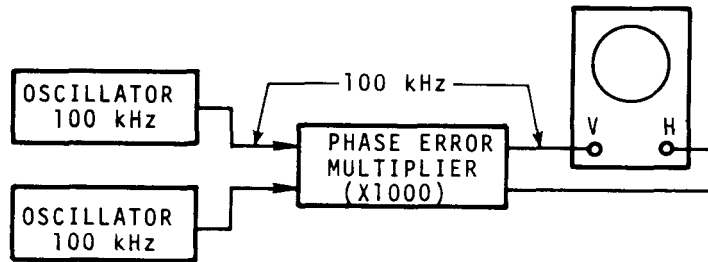 OSCILLATOR
100 kHz
100 kHz
PHASE ERROR
MULTIPLIER
(X1000)
V H
OSCILLATOR
100 kHz